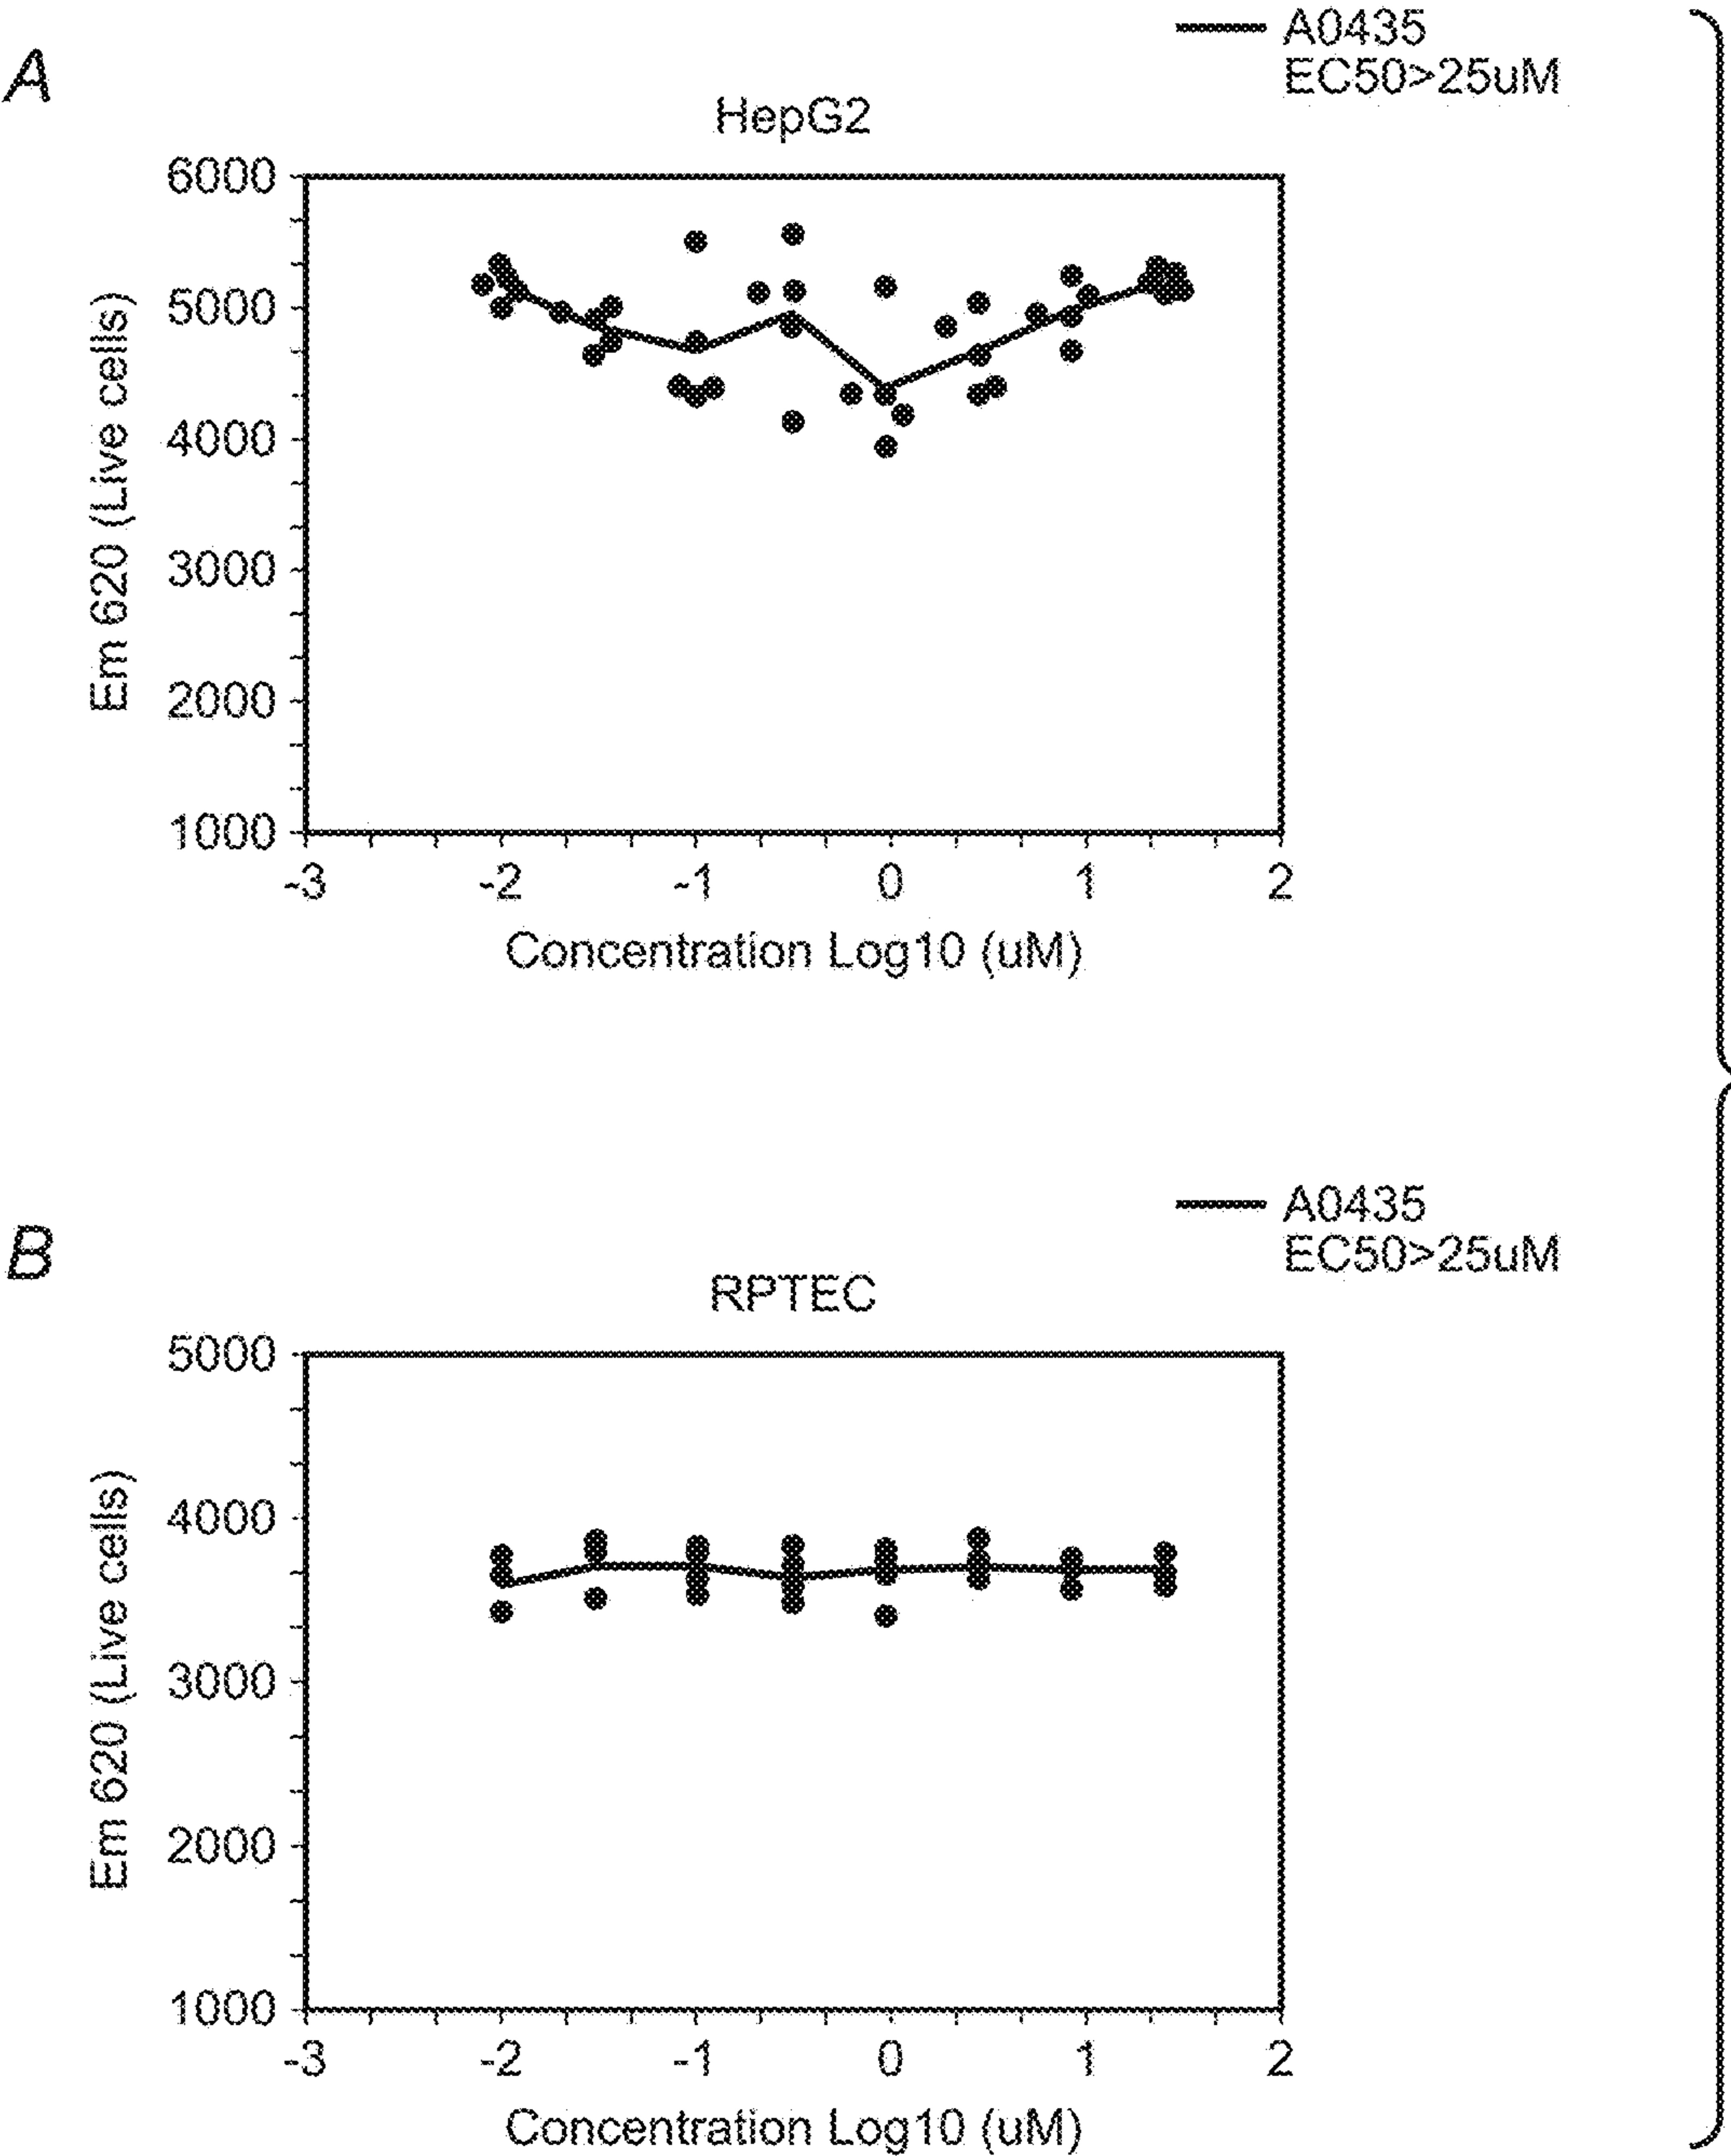 A
A0435
EC50>25uM
HepG2
6000
5000
4000
3000
2000
1000
Em 620 (Live cells)
-3 -2 -1 0 1 2
Concentration Log10 (uM)
B
A0435
EC50>25uM
RPTEC
5000
4000
3000
2000
1000
Em 620 (Live cells)
-3 -2 -1 0 1 2
Concentration Log10 (uM)